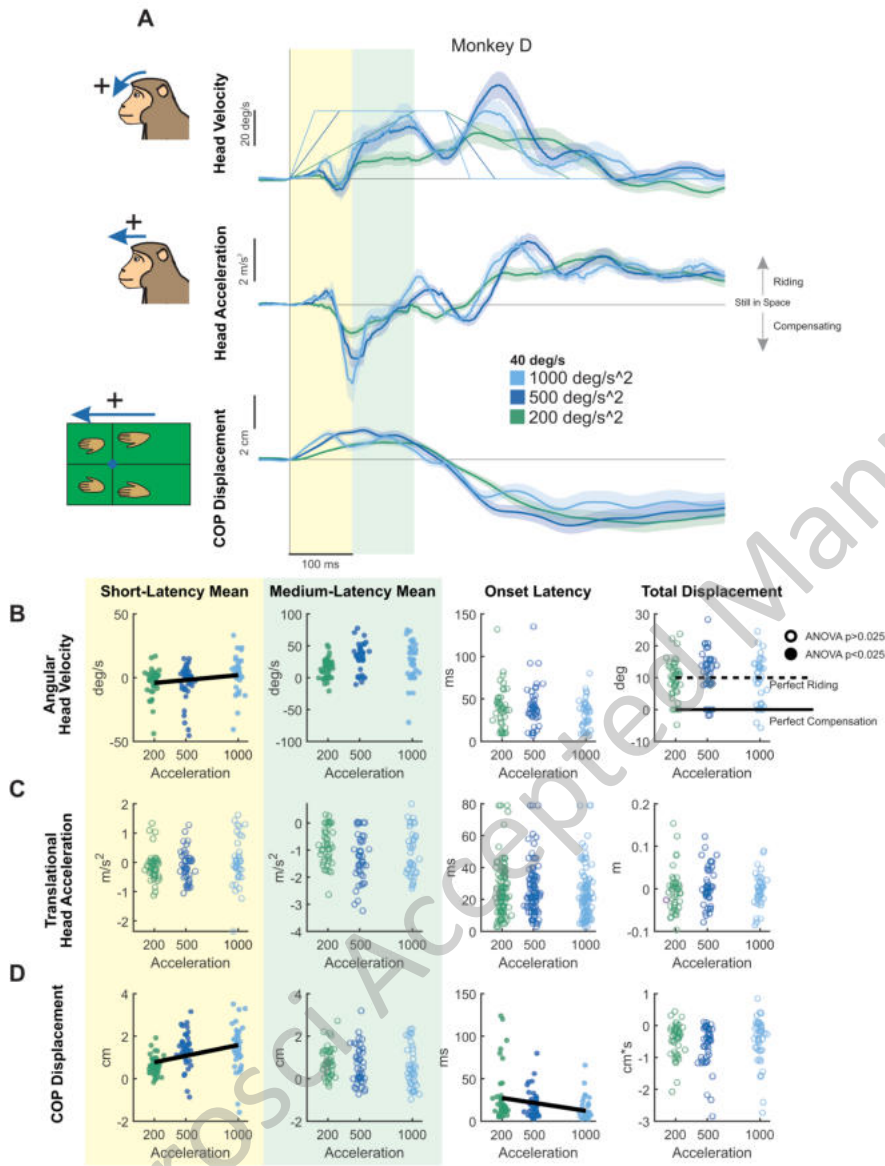 A
Monkey D
+
Head Velocity
20 deg/s
+
Head Acceleration
2 m/s²
Riding
Still in Space
Compensating
40 deg/s
1000 deg/s^2
500 deg/s^2
200 deg/s^2
+
COP Displacement
2 cm
100 ms
B
Short-Latency Mean
Medium-Latency Mean
Onset Latency
Total Displacement
Angular
Head Velocity
deg/s
50
0
-50
200 500 1000
Acceleration
deg/s
100
50
0
-50
-100
200 500 1000
Acceleration
ms
150
100
50
0
200 500 1000
Acceleration
deg
30
20
10
0
-10
200 500 1000
Acceleration
ANOVA p>0.025
ANOVA p<0.025
Perfect Riding
Perfect Compensation
C
Translational
Head Acceleration
m/s²
2
1
0
-1
-2
200 500 1000
Acceleration
m/s²
1
0
-1
-2
-3
-4
200 500 1000
Acceleration
ms
80
60
40
20
0
200 500 1000
Acceleration
m
0.2
0.1
0
-0.1
200 500 1000
Acceleration
D
COP Displacement
cm
4
2
0
-2
200 500 1000
Acceleration
cm
4
2
0
-2
200 500 1000
Acceleration
ms
150
100
50
0
200 500 1000
Acceleration
cm*s
1
0
-1
-2
-3
200 500 1000
Acceleration
rosci Accepted Manu